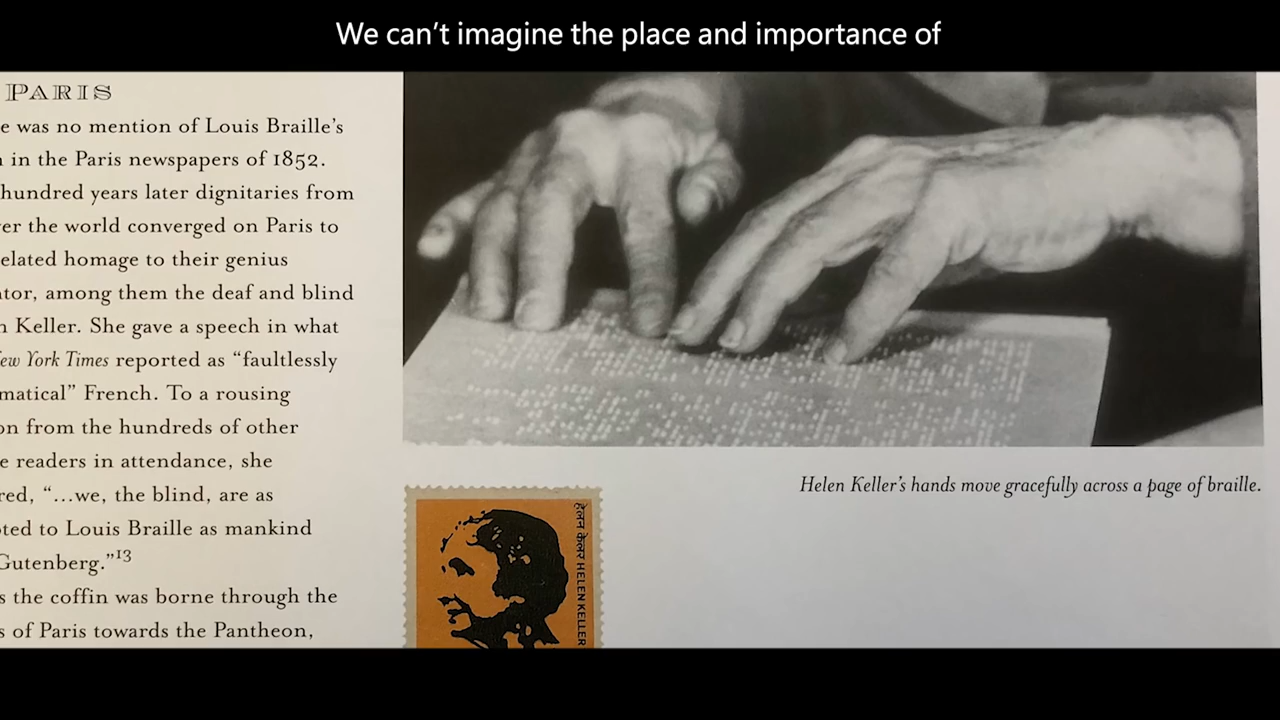 We can't imagine the place and importance of
PARIS
e was no mention of Louis Braille's
in the Paris newspapers of 1852.
hundred years later dignitaries from
er the world converged on Paris to
elated homage to their genius
ator, among them the deaf and blind
n Keller. She gave a speech in what
ew York Times reported as “faultlessly
matical” French. To a rousing
on from the hundreds of other
e readers in attendance, she
red, “...we, the blind, are as
ted to Louis Braille as mankind
Gutenberg.”13
s the coffin was borne through the
s of Paris towards the Pantheon,
Helen Keller's hands move gracefully across a page of braille.
हेलन केलर HELEN KELLER